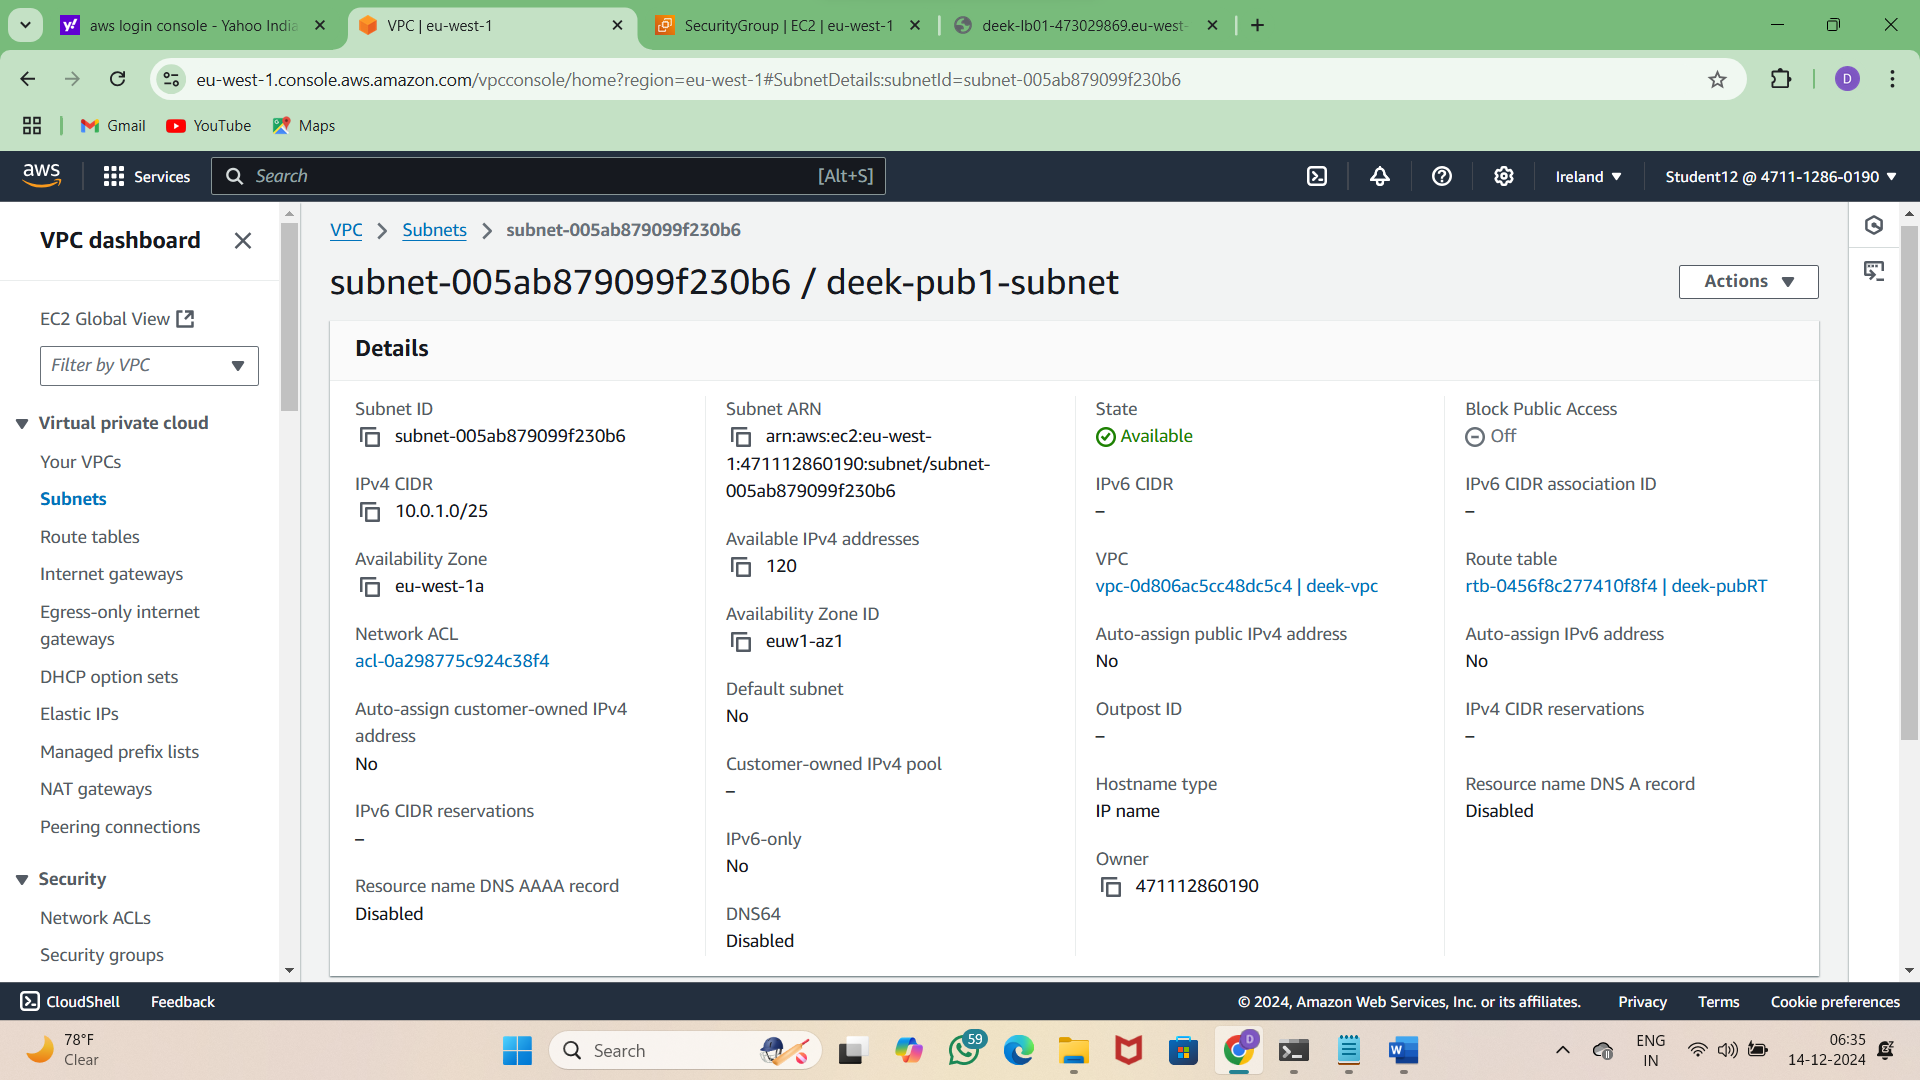 aws login console - Yahoo India
VPC | eu-west-1
SecurityGroup | EC2 | eu-west-1
deek-lb01-473029869.eu-west-
eu-west-1.console.aws.amazon.com/vpcconsole/home?region=eu-west-1#SubnetDetails:subnetId=subnet-005ab879099f230b6
D
Gmail
YouTube
Maps
aws
Services
Search
[Alt+S]
Ireland
Student12 @ 4711-1286-0190
VPC dashboard
EC2 Global View
Filter by VPC
Virtual private cloud
Your VPCs
Subnets
Route tables
Internet gateways
Egress-only internet
gateways
DHCP option sets
Elastic IPs
Managed prefix lists
NAT gateways
Peering connections
Security
Network ACLs
Security groups
VPC
Subnets
subnet-005ab879099f230b6
subnet-005ab879099f230b6 / deek-pub1-subnet
Actions
Details
Subnet ID
subnet-005ab879099f230b6
IPv4 CIDR
10.0.1.0/25
Availability Zone
eu-west-1a
Network ACL
acl-0a298775c924c38f4
Auto-assign customer-owned IPv4
address
No
IPv6 CIDR reservations
–
Resource name DNS AAAA record
Disabled
Subnet ARN
arn:aws:ec2:eu-west-
1:471112860190:subnet/subnet-
005ab879099f230b6
Available IPv4 addresses
120
Availability Zone ID
euw1-az1
Default subnet
No
Customer-owned IPv4 pool
–
IPv6-only
No
DNS64
Disabled
State
Available
IPv6 CIDR
–
VPC
vpc-0d806ac5cc48dc5c4 | deek-vpc
Auto-assign public IPv4 address
No
Outpost ID
–
Hostname type
IP name
Owner
471112860190
Block Public Access
Off
IPv6 CIDR association ID
–
Route table
rtb-0456f8c277410f8f4 | deek-pubRT
Auto-assign IPv6 address
No
IPv4 CIDR reservations
–
Resource name DNS A record
Disabled
CloudShell
Feedback
© 2024, Amazon Web Services, Inc. or its affiliates.
Privacy
Terms
Cookie preferences
78°F
Clear
Search
59
D
ENG
IN
06:35
14-12-2024